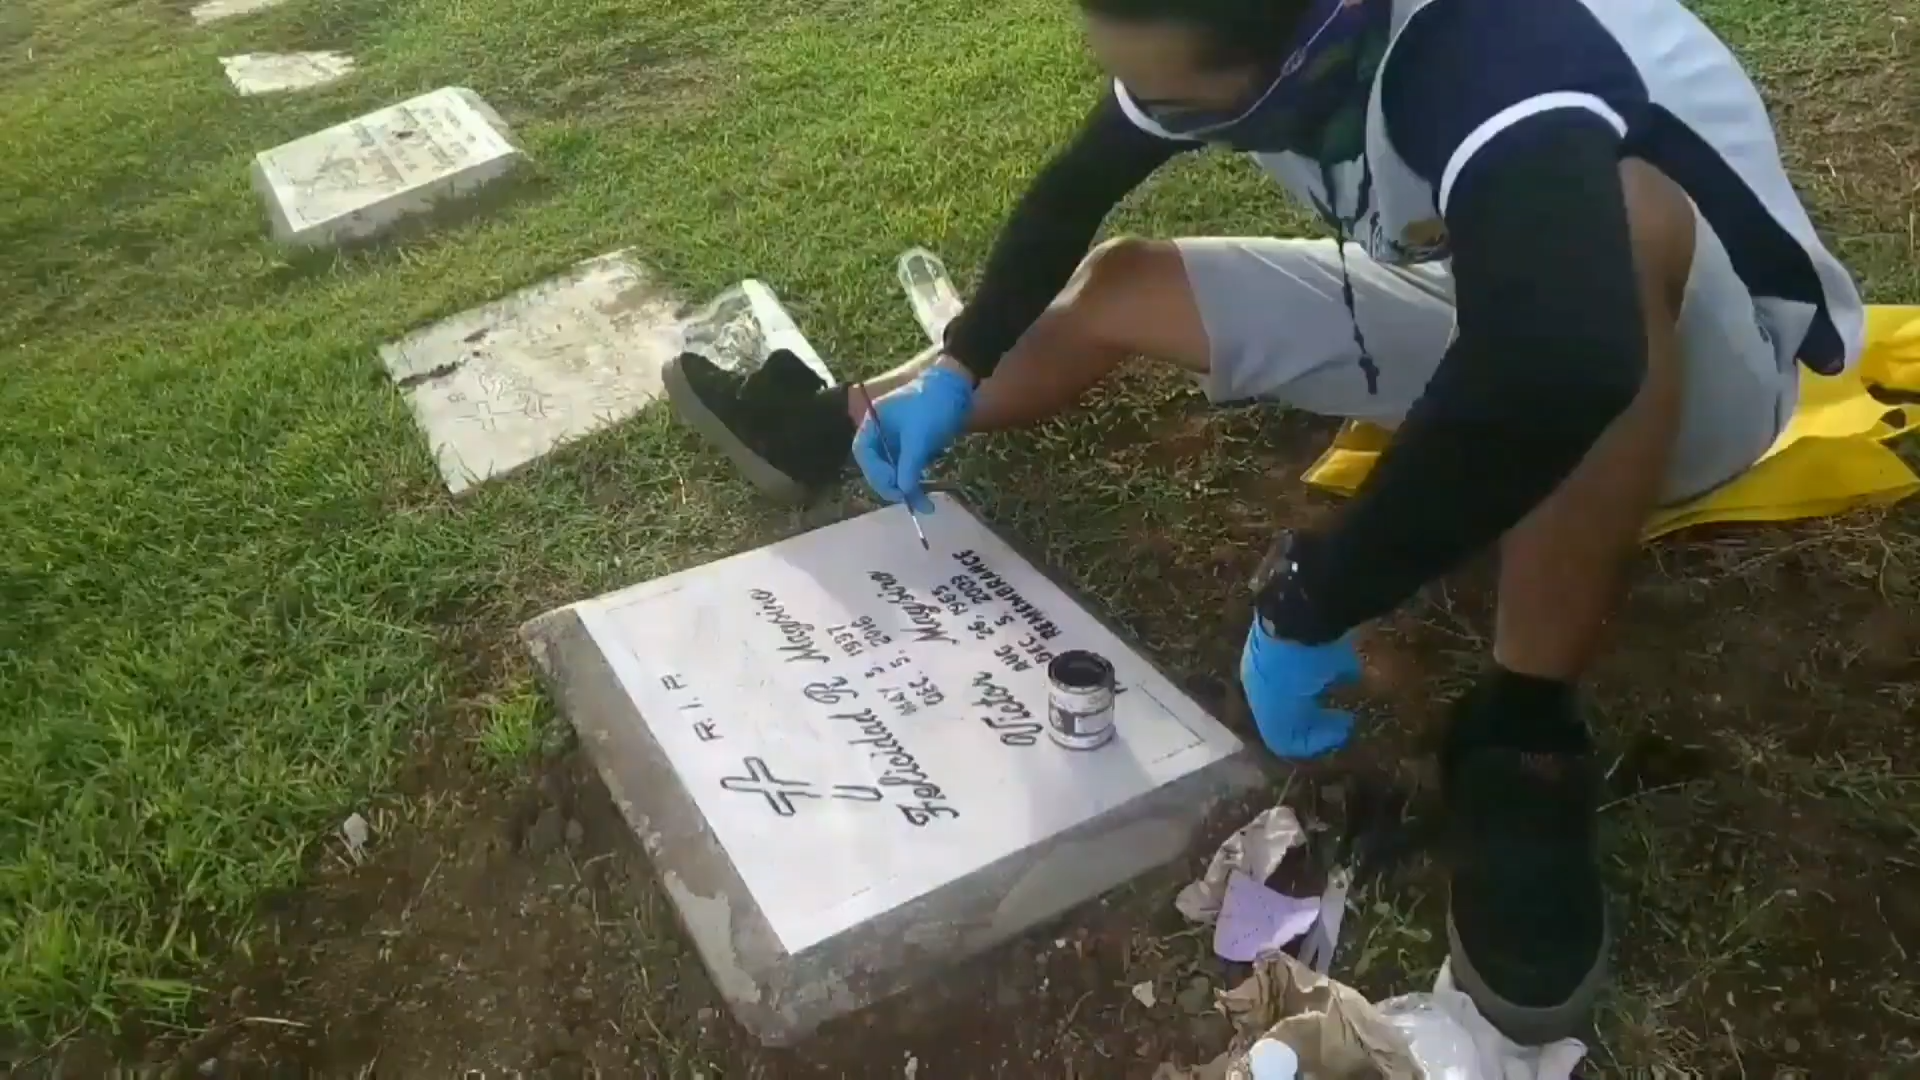 R. I. P.
Felicidad R Magsino
MAY 3, 1937
DEC. 5, 2016
Victor Magsino
AUG 26, 1965
DEC. 5, 2003
REMEMBRANCE